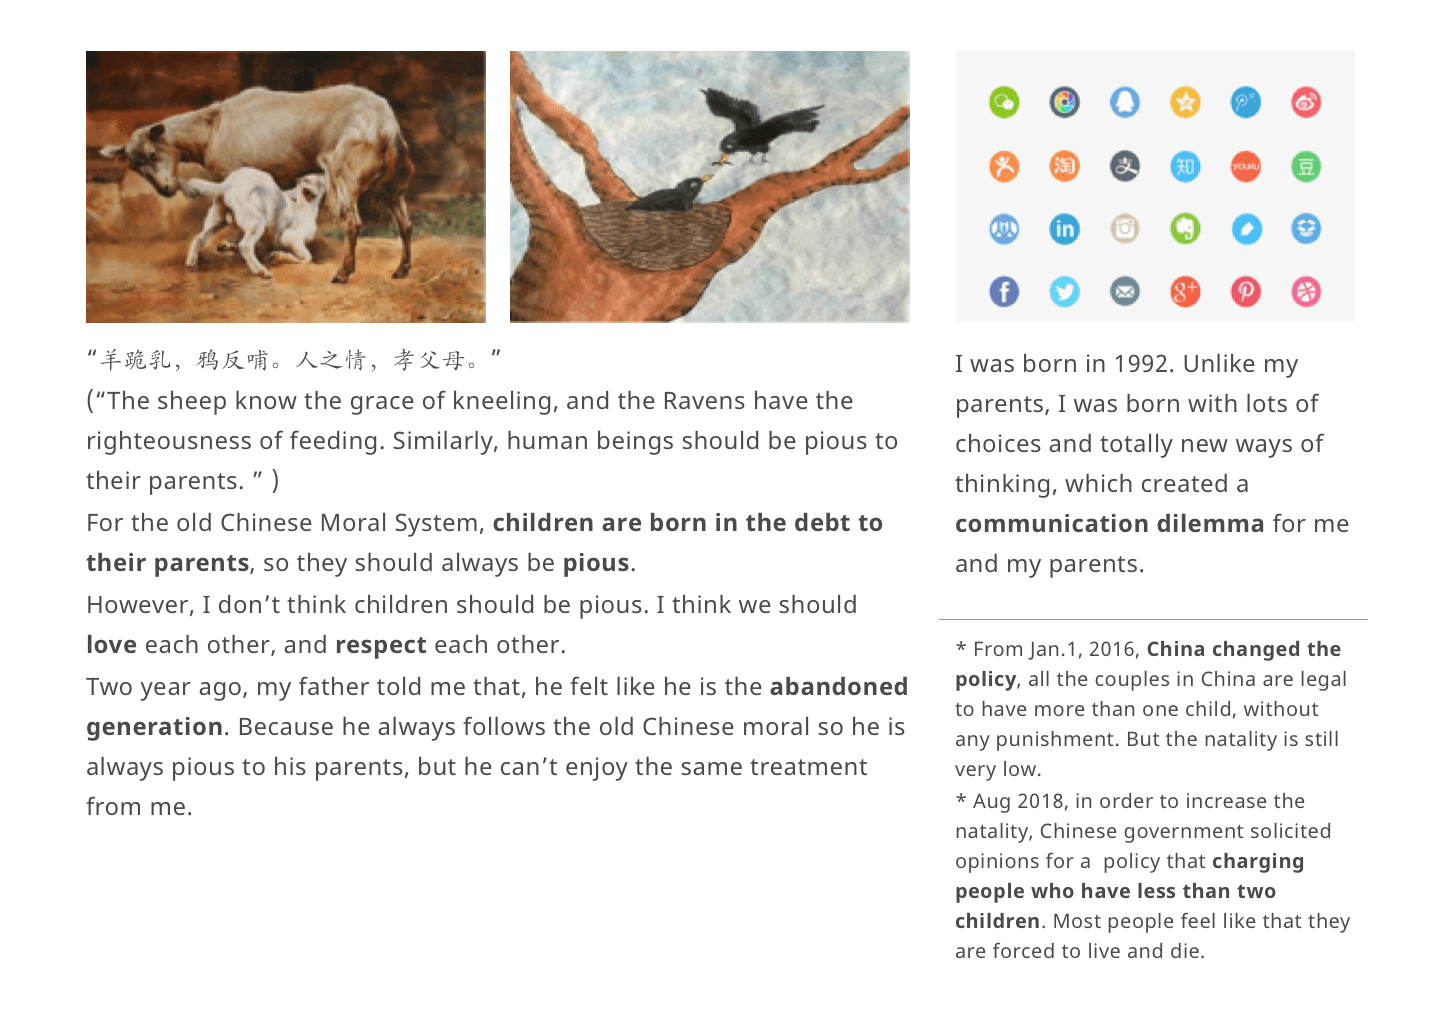 “羊跪乳，鸦反哺。人之情，孝父母。”
(“The sheep know the grace of kneeling, and the Ravens have the
righteousness of feeding. Similarly, human beings should be pious to
their parents. ” )
For the old Chinese Moral System, children are born in the debt to
their parents, so they should always be pious.
However, I don’t think children should be pious. I think we should
love each other, and respect each other.
Two year ago, my father told me that, he felt like he is the abandoned
generation. Because he always follows the old Chinese moral so he is
always pious to his parents, but he can’t enjoy the same treatment
from me.
淘
知
YOUKU
豆
in
f
g+
I was born in 1992. Unlike my
parents, I was born with lots of
choices and totally new ways of
thinking, which created a
communication dilemma for me
and my parents.
* From Jan.1, 2016, China changed the
policy, all the couples in China are legal
to have more than one child, without
any punishment. But the natality is still
very low.
* Aug 2018, in order to increase the
natality, Chinese government solicited
opinions for a  policy that charging
people who have less than two
children. Most people feel like that they
are forced to live and die.